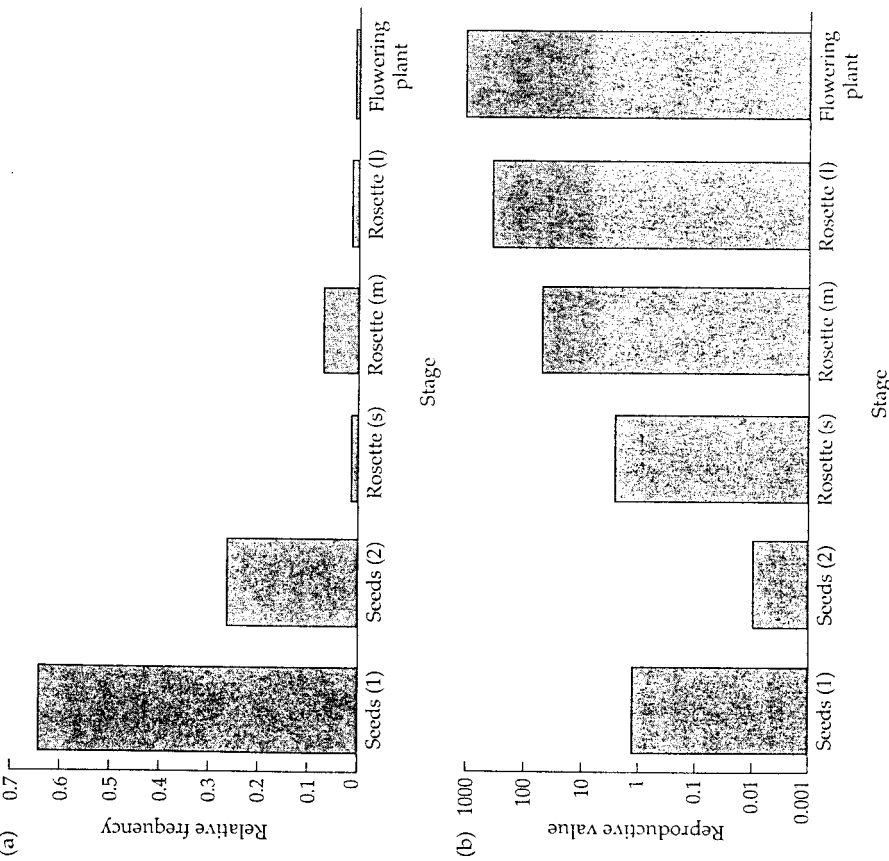 (a)
Relative frequency
0.7
0.6
0.5
0.4
0.3
0.2
0.1
0
Seeds (1)
Seeds (2)
Rosette (s)
Rosette (m)
Rosette (l)
Flowering
plant
Stage
(b)
Reproductive value
1000
100
10
1
0.1
0.01
0.001
Seeds (1)
Seeds (2)
Rosette (s)
Rosette (m)
Rosette (l)
Flowering
plant
Stage